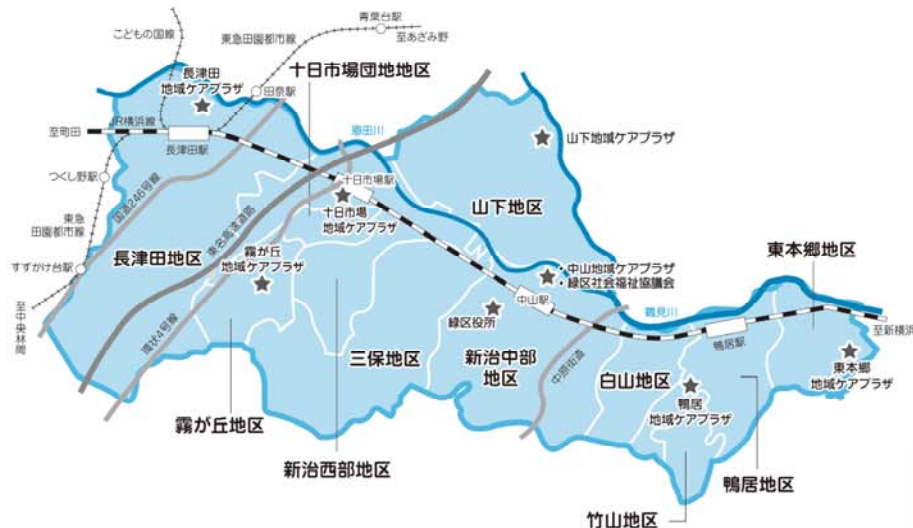 青葉台駅
こどもの国線
東急田園都市線
至あざみ野
長津田
地域ケアプラザ
十日市場団地地区
田奈駅
JR横浜線
恩田川
至町田
長津田駅
山下地域ケアプラザ
つくし野駅
国道246号線
十日市場駅
十日市場
地域ケアプラザ
山下地区
東急
田園都市線
東名高速道路
長津田地区
霧が丘
地域ケアプラザ
東本郷地区
すずかけ台駅
・中山地域ケアプラザ
・緑区社会福祉協議会
至中央林間
環状4号線
中山駅
緑区役所
鶴見川
鴨居駅
至新横浜
三保地区
新治中部
地区
中原街道
白山地区
東本郷
地域ケアプラザ
鴨居
地域ケアプラザ
霧が丘地区
新治西部地区
鴨居地区
竹山地区